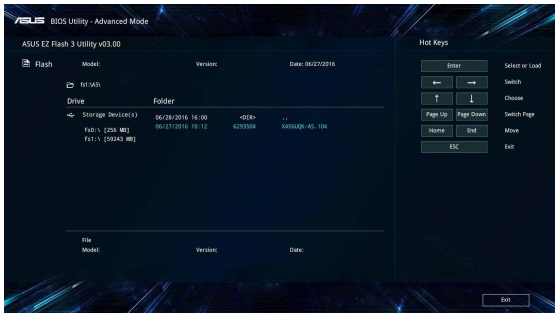 ASUS BIOS Utility - Advanced Mode
ASUS EZ Flash 3 Utility v03.00
Flash
Model: Version: Date: 06/27/2016
fs1:\AS\
Drive Folder
Storage Device(s)
fs0:\ [256 MB]
fs1:\ [59243 MB]
06/28/2016 16:00 <DIR> ..
06/27/2016 10:12 6293504 X456UQK-AS.104
File
Model: Version: Date:
Hot Keys
Enter Select or Load
← → Switch
↑ ↓ Choose
Page Up Page Down Switch Page
Home End Move
ESC Exit
Exit